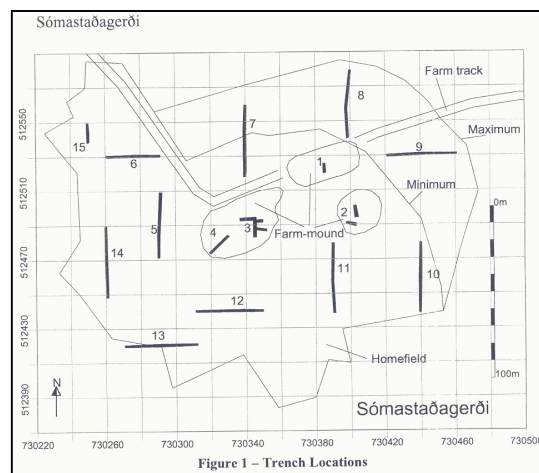 Sómastaðagerði
Farm track
8
7
512550
Maximum
15
9
6
1
512510
Minimum
0m
2
5
4
3
Farm-mound
14
512470
11
10
12
512430
13
Homefield
N
512390
100m
Sómastaðagerði
730220
730260
730300
730340
730380
730420
730460
730500
Figure 1 – Trench Locations